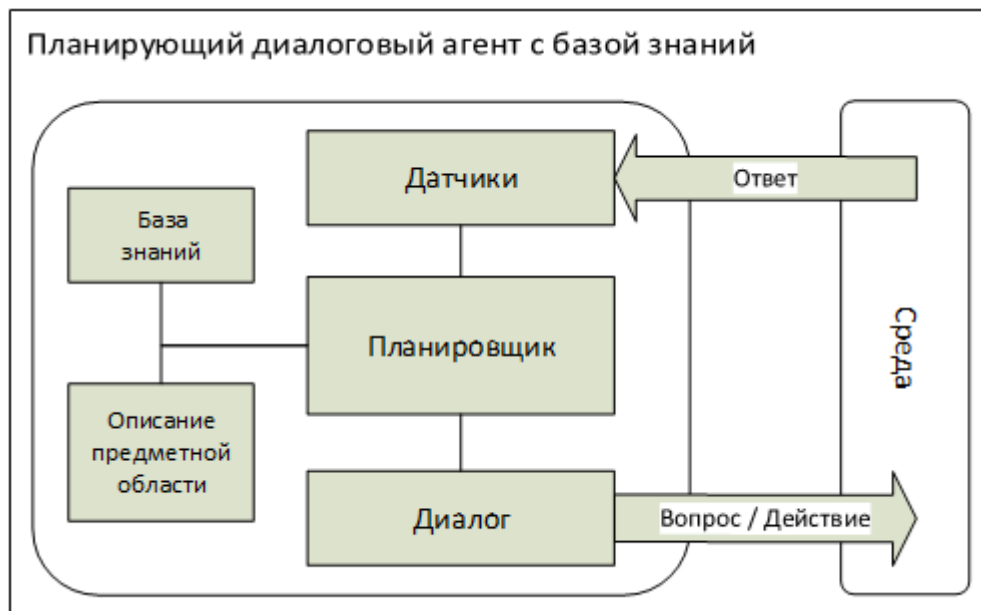 Планирующий диалоговый агент с базой знаний
Датчики
Ответ
База
знаний
Планировщик
Среда
Описание
предметной
области
Диалог
Вопрос / Действие